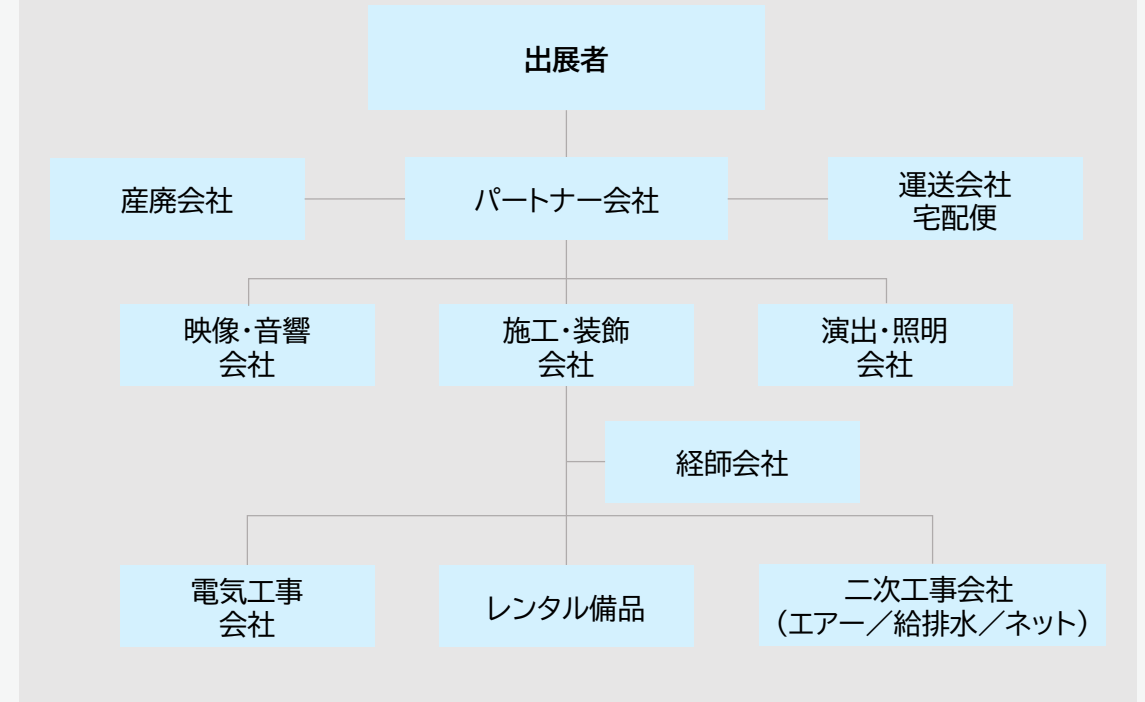 出展者
産廃会社
パートナー会社
運送会社
宅配便
映像・音響
会社
施工・装飾
会社
演出・照明
会社
経師会社
電気工事
会社
レンタル備品
二次工事会社
（エアー／給排水／ネット）